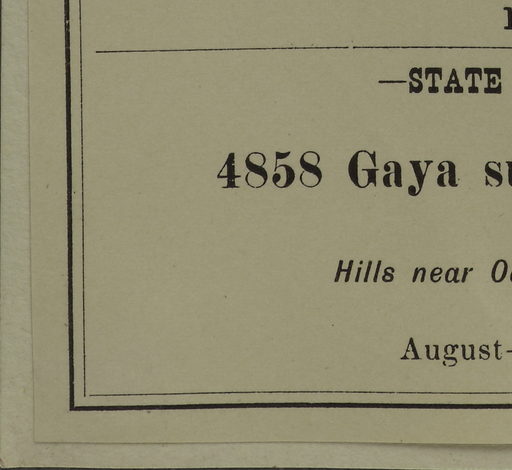 —STATE
4858 Gaya
Hills near
August-